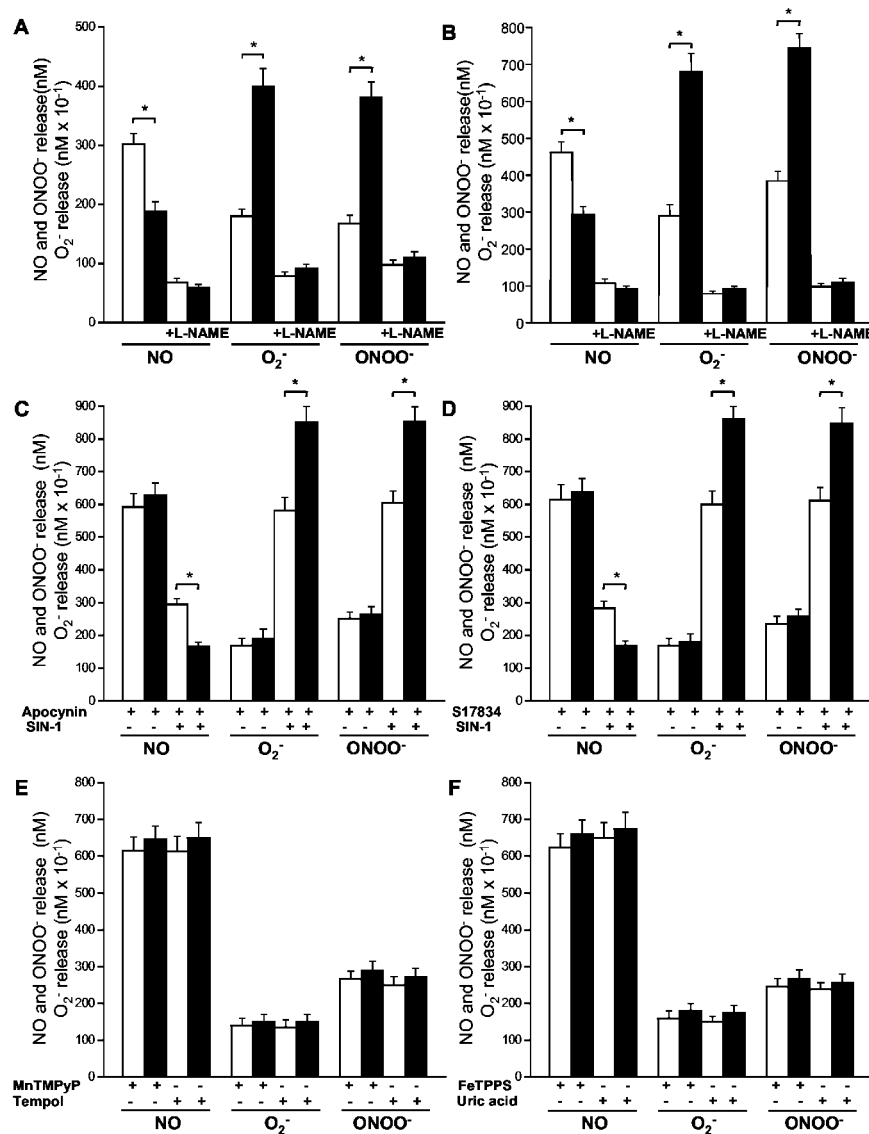 A
NO and ONOO⁻ release(nM)
O₂⁻ release (nM x 10⁻¹)
500
400
300
200
100
0
* * *
+L-NAME +L-NAME +L-NAME
NO O₂⁻ ONOO⁻
B
NO and ONOO⁻ release(nM)
O₂⁻ release (nM x 10⁻¹)
800
700
600
500
400
300
200
100
0
* * *
+L-NAME +L-NAME +L-NAME
NO O₂⁻ ONOO⁻
C
NO and ONOO⁻ release (nM)
O₂⁻ release (nM x 10⁻¹)
900
800
700
600
500
400
300
200
100
0
* * *
Apocynin + + + + + + + + + + + +
SIN-1 - - + + - - + + - - + +
NO O₂⁻ ONOO⁻
D
NO and ONOO⁻ release (nM)
O₂⁻ release (nM x 10⁻¹)
900
800
700
600
500
400
300
200
100
0
* * *
S17834 + + + + + + + + + + + +
SIN-1 - - + + - - + + - - + +
NO O₂⁻ ONOO⁻
E
NO and ONOO⁻ release (nM)
O₂⁻ release (nM x 10⁻¹)
800
700
600
500
400
300
200
100
0
MnTMPyP + + - - + + - - + + - -
Tempol - - + + - - + + - - + +
NO O₂⁻ ONOO⁻
F
NO and ONOO⁻ release (nM)
O₂⁻ release (nM x 10⁻¹)
800
700
600
500
400
300
200
100
0
FeTPPS + + - - + + - - + + - -
Uric acid - - + + - - + + - - + +
NO O₂⁻ ONOO⁻